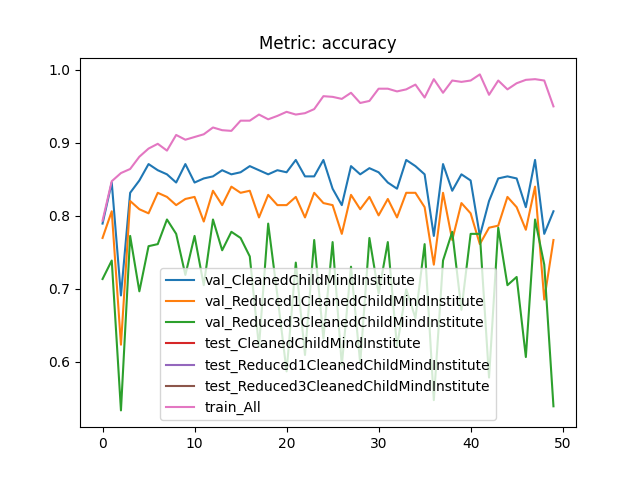 Metric: accuracy
1.0
0.9
0.8
0.7
0.6
val_CleanedChildMindInstitute
val_Reduced1CleanedChildMindInstitute
val_Reduced3CleanedChildMindInstitute
test_CleanedChildMindInstitute
test_Reduced1CleanedChildMindInstitute
test_Reduced3CleanedChildMindInstitute
train_All
0 10 20 30 40 50